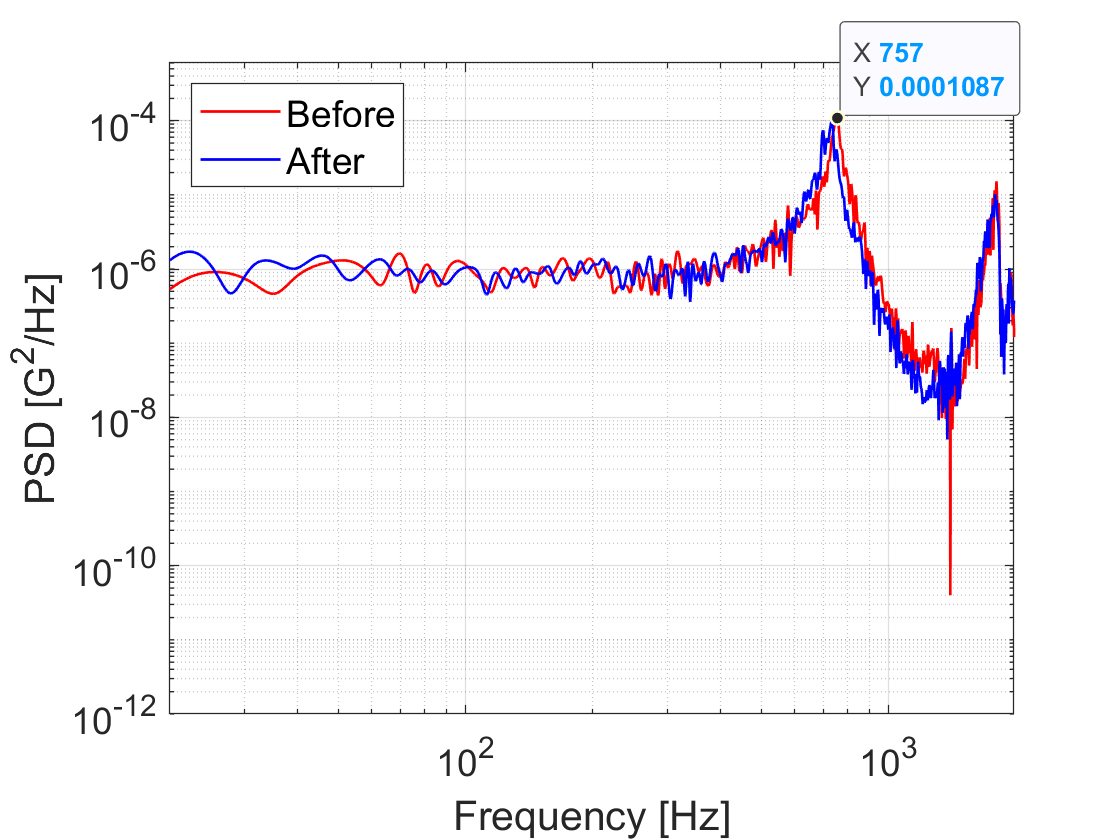 X 757
Y 0.0001087
Before
After
10^-4
10^-6
10^-8
10^-10
10^-12
PSD [G^2/Hz]
10^2
10^3
Frequency [Hz]